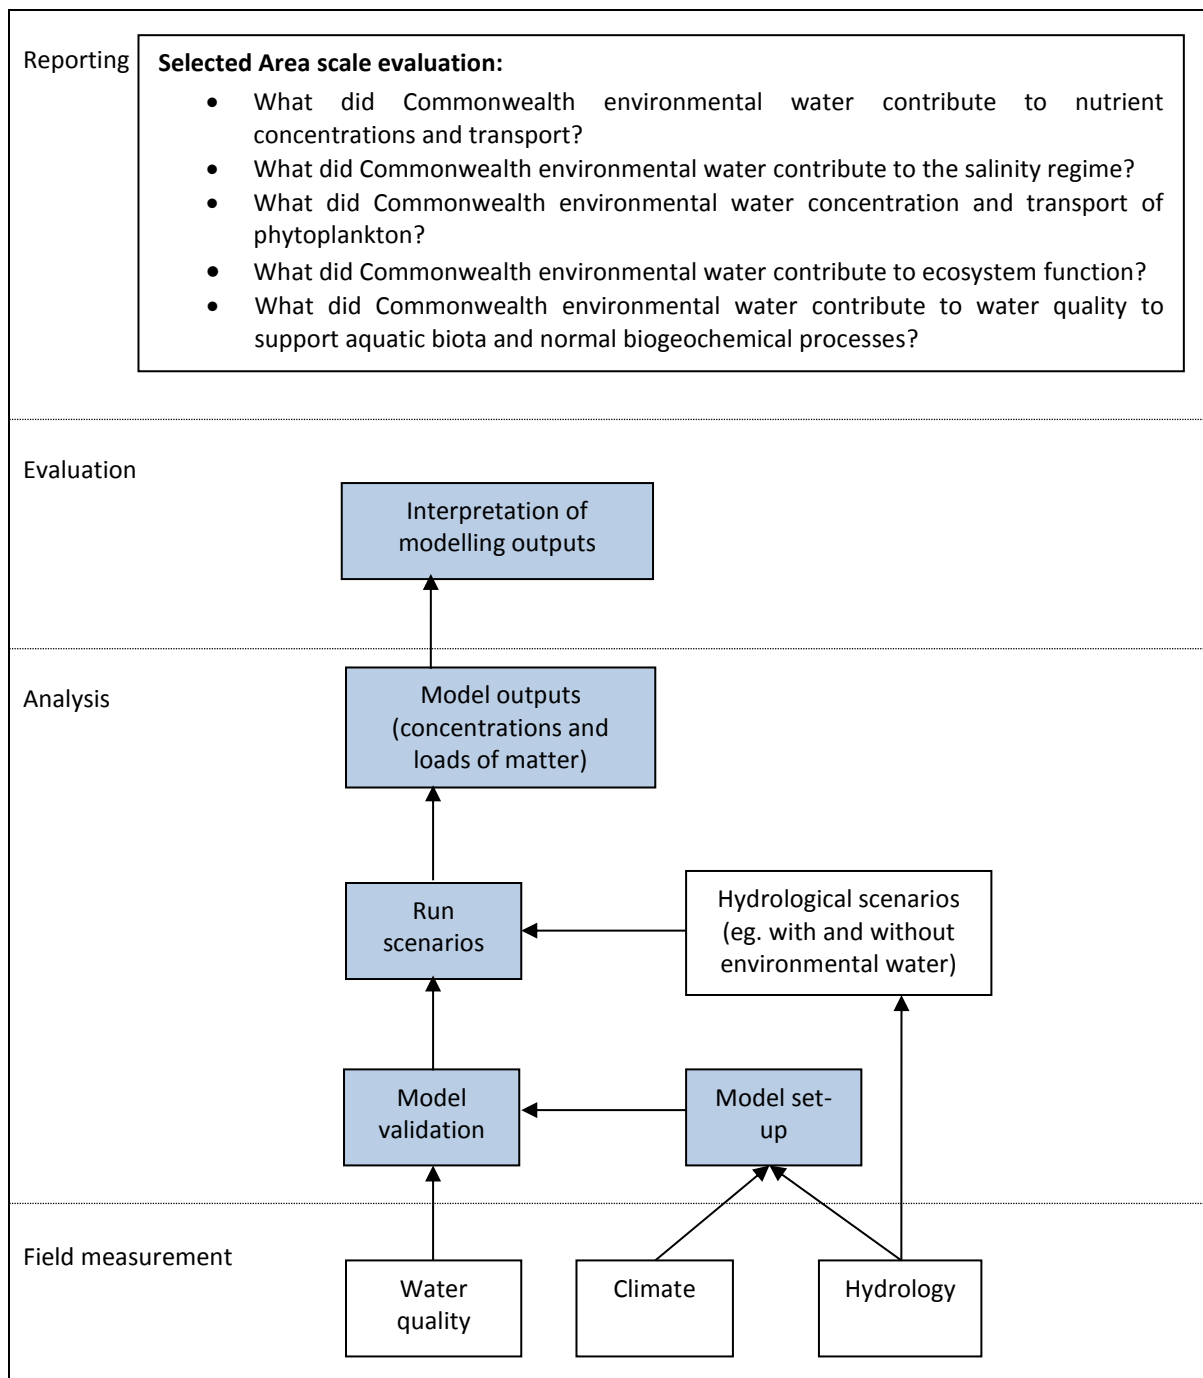 Reporting
Selected Area scale evaluation:
• What did Commonwealth environmental water contribute to nutrient
concentrations and transport?
• What did Commonwealth environmental water contribute to the salinity regime?
• What did Commonwealth environmental water concentration and transport of
phytoplankton?
• What did Commonwealth environmental water contribute to ecosystem function?
• What did Commonwealth environmental water contribute to water quality to
support aquatic biota and normal biogeochemical processes?
Evaluation
Interpretation of
modelling outputs
Analysis
Model outputs
(concentrations and
loads of matter)
Run
scenarios
Hydrological scenarios
(eg. with and without
environmental water)
Model
validation
Model set-
up
Field measurement
Water
quality
Climate
Hydrology